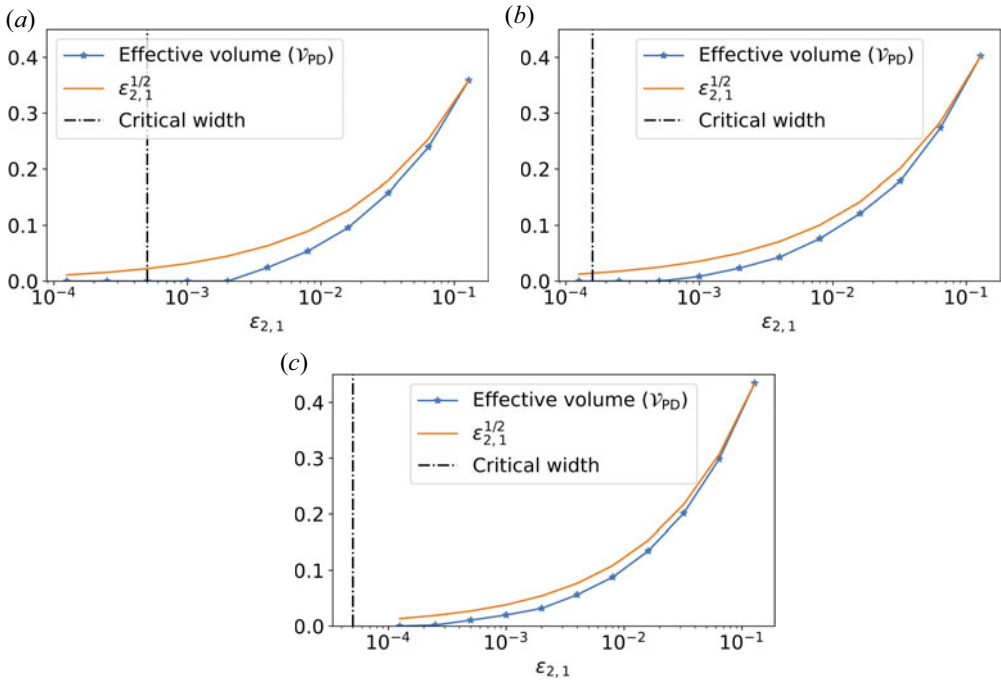 (a)
Effective volume (𝒱PD)
ε2,1^1/2
Critical width
0.4
0.3
0.2
0.1
0.0
10⁻⁴ 10⁻³ 10⁻² 10⁻¹
ε2,1
(b)
Effective volume (𝒱PD)
ε2,1^1/2
Critical width
0.4
0.3
0.2
0.1
0.0
10⁻⁴ 10⁻³ 10⁻² 10⁻¹
ε2,1
(c)
Effective volume (𝒱PD)
ε2,1^1/2
Critical width
0.4
0.3
0.2
0.1
0.0
10⁻⁴ 10⁻³ 10⁻² 10⁻¹
ε2,1